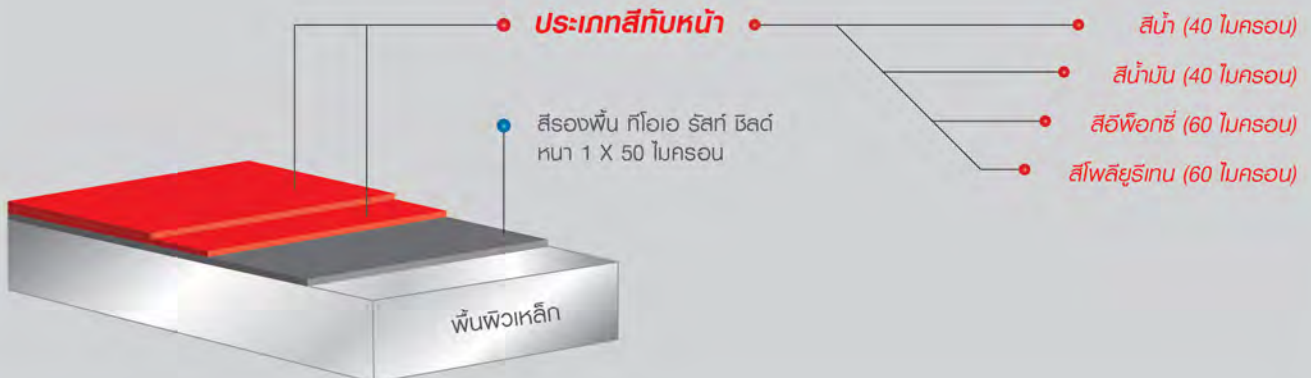 ประเภทสีทับหน้า
สีน้ำ (40 ไมครอน)
สีน้ำมัน (40 ไมครอน)
สีอีพ็อกซี่ (60 ไมครอน)
สีโพลียูรีเทน (60 ไมครอน)
สีรองพื้น ทีโอเอ รัสท์ ชิลด์
หนา 1 X 50 ไมครอน
พื้นผิวเหล็ก